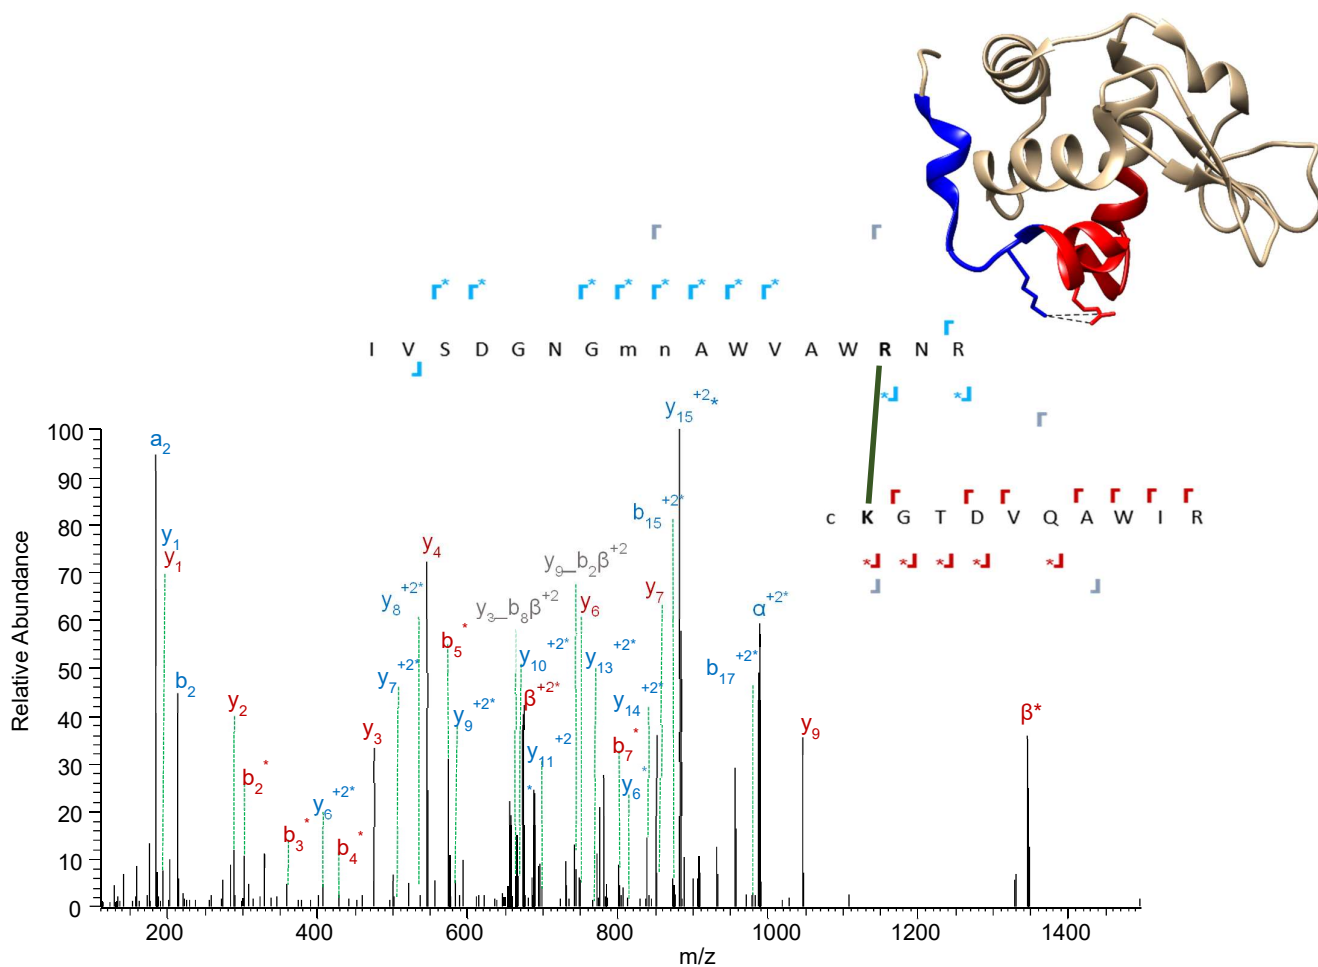 I V S D G N G m n A W V A W R N R
c K G T D V Q A W I R
Relative Abundance
100
90
80
70
60
50
40
30
20
10
0
a2
y1
y1
b2
y2
b2*
b3*
y6+2*
b4*
y3
y7+2*
y8+2*
y4
b5*
y9+2*
y3_b8β+2
y10+2*
β+2*
y11+2
*
y9_b2β+2
y6
y13+2*
b7*
y6*
y14+2*
y7
b15+2*
y15+2*
b17+2*
α+2*
y9
β*
200 400 600 800 1000 1200 1400
m/z